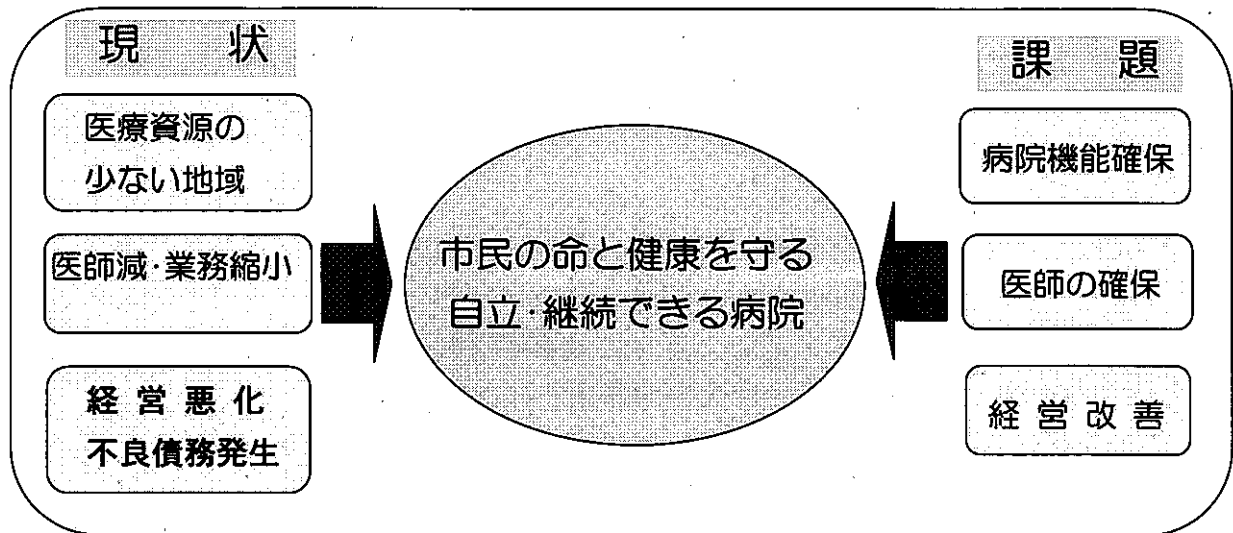 現 状
医療資源の
少ない地域
医師減・業務縮小
経営悪化
不良債務発生
市民の命と健康を守る
自立・継続できる病院
課 題
病院機能確保
医師の確保
経営改善